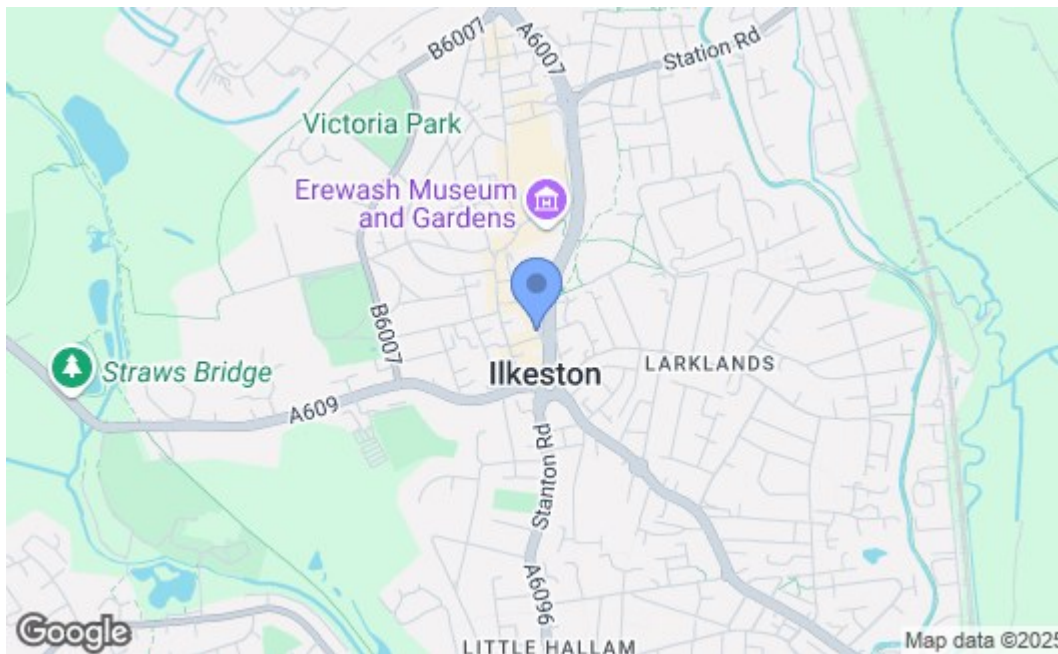 B6007
A6007
Station Rd
Victoria Park
Erewash Museum
and Gardens
B6007
Straws Bridge
Ilkeston
LARKLANDS
A609
Stanton Rd
A6096
LITTLE HALLAM
Google
Map data ©2025